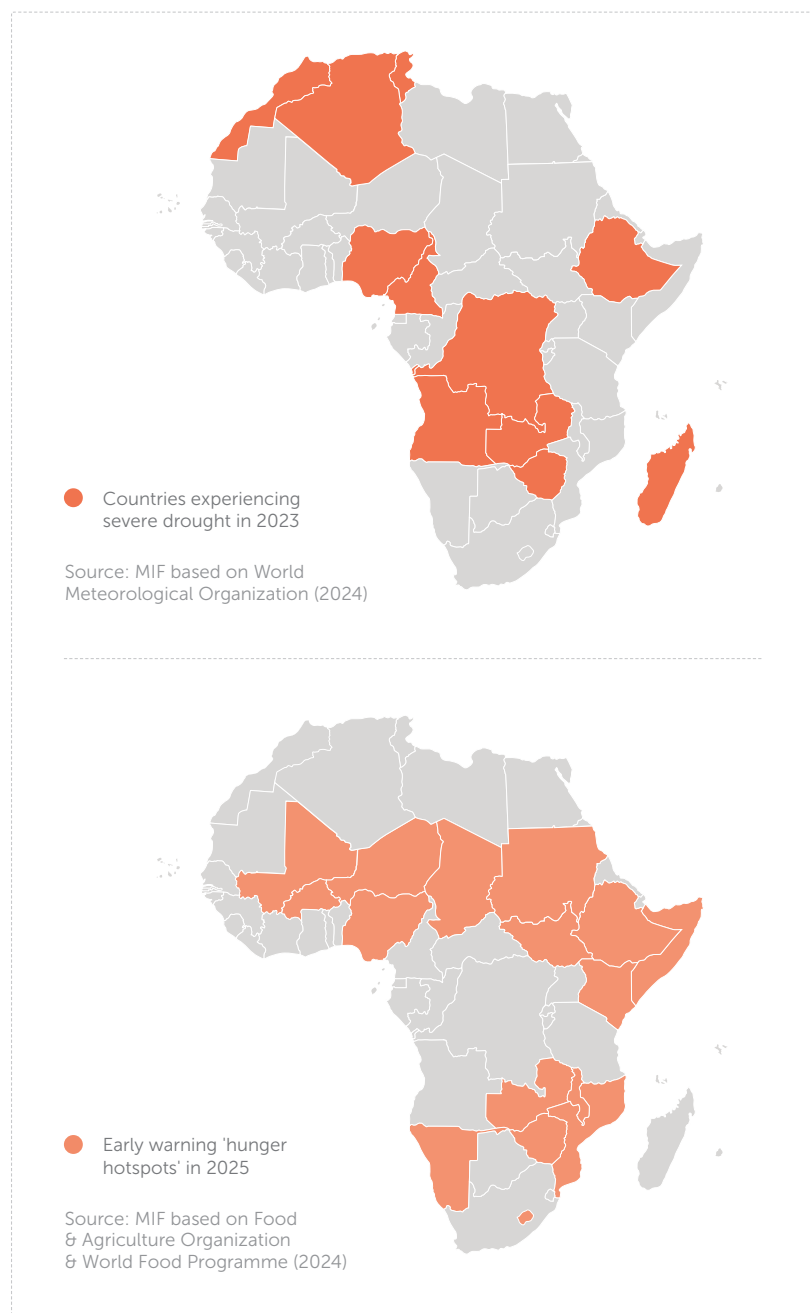 Countries experiencing
severe drought in 2023
Source: MIF based on World
Meteorological Organization (2024)
Early warning 'hunger
hotspots' in 2025
Source: MIF based on Food
& Agriculture Organization
& World Food Programme (2024)